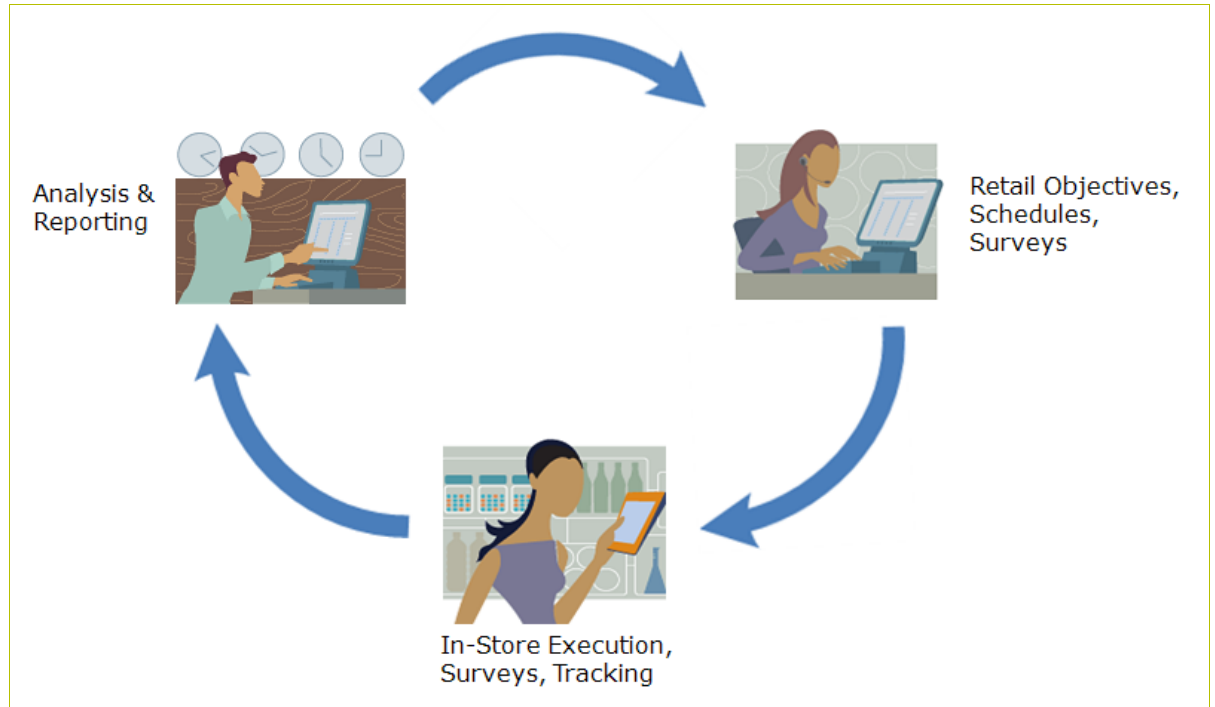 Analysis &
Reporting
Retail Objectives,
Schedules,
Surveys
In-Store Execution,
Surveys, Tracking